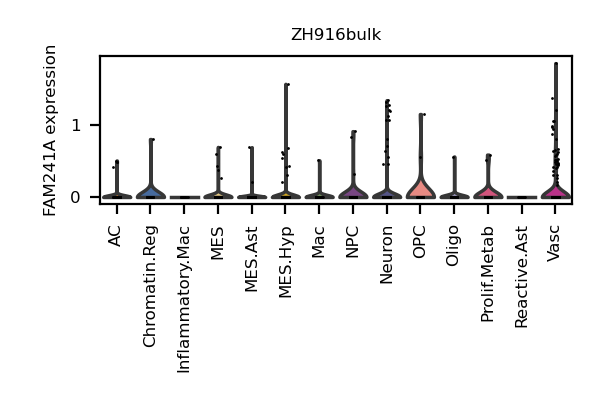 ZH916bulk
FAM241A expression
1
0
AC
Chromatin.Reg
Inflammatory.Mac
MES
MES.Ast
MES.Hyp
Mac
NPC
Neuron
OPC
Oligo
Prolif.Metab
Reactive.Ast
Vasc